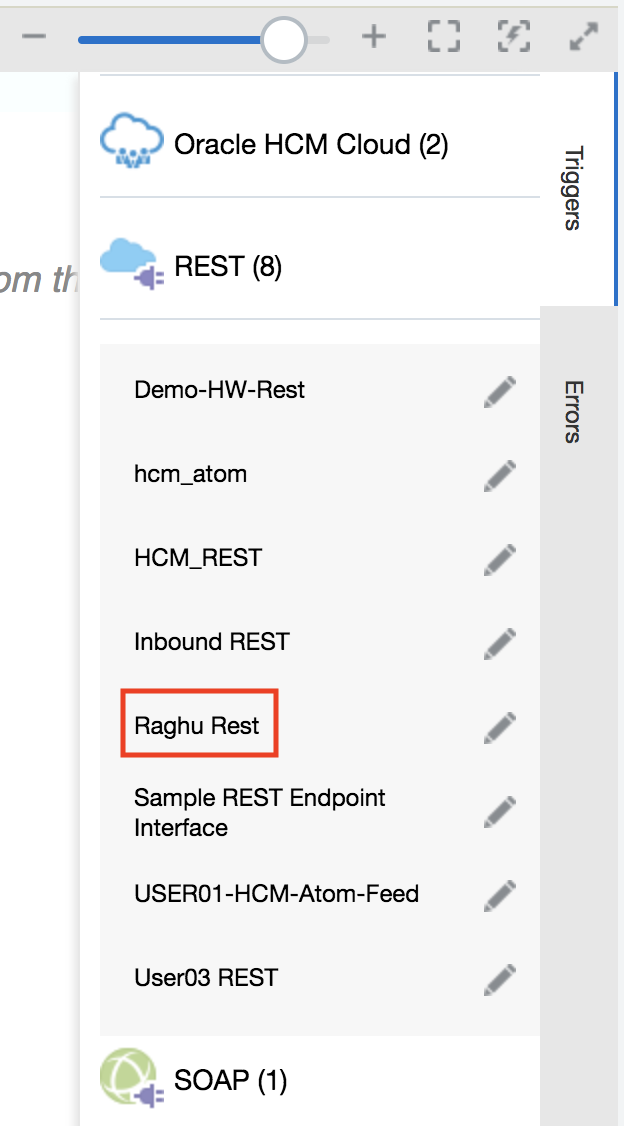 Oracle HCM Cloud (2)
Triggers
REST (8)
om th
Demo-HW-Rest
Errors
hcm_atom
HCM_REST
Inbound REST
Raghu Rest
Sample REST Endpoint
Interface
USER01-HCM-Atom-Feed
User03 REST
SOAP (1)